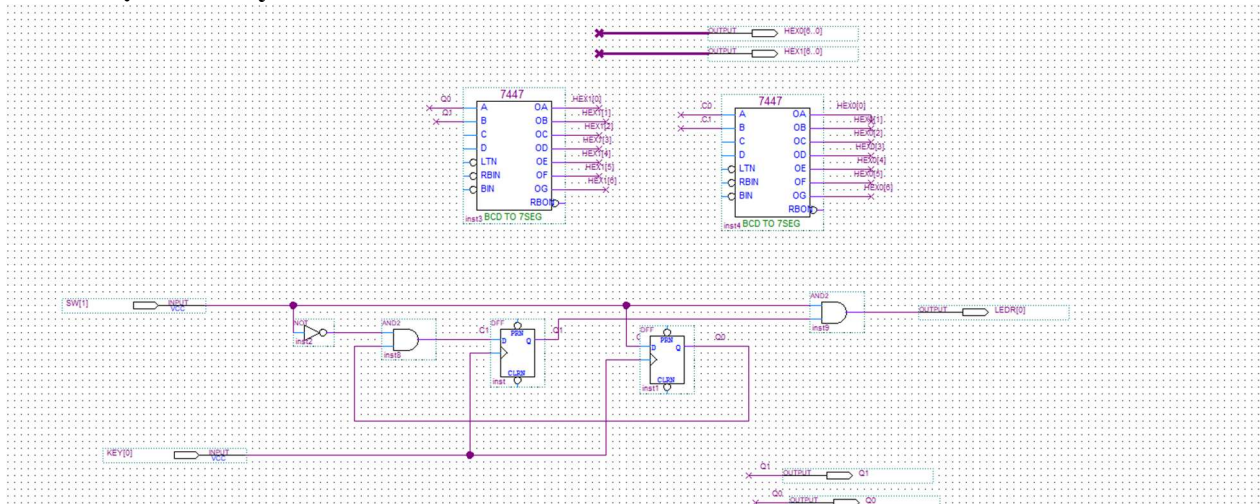 OUTPUT HEX0[6..0]
OUTPUT HEX1[6..0]
7447
Q0 A OA HEX1[0]
Q1 B OB HEX1[1]
C OC HEX1[2]
D OD HEX1[3]
LTN OE HEX1[4]
RBIN OF HEX1[5]
BIN OG HEX1[6]
RBON
inst3 BCD TO 7SEG
7447
C0 A OA HEX0[0]
C1 B OB HEX0[1]
C OC HEX0[2]
D OD HEX0[3]
LTN OE HEX0[4]
RBIN OF HEX0[5]
BIN OG HEX0[6]
RBON
inst4 BCD TO 7SEG
SW[1] INPUT
VCC
NOT
inst2
AND2
inst8
C1 DFF Q1
PRN
D Q
CLRN
inst
DFF Q0
PRN
D Q
CLRN
inst1
AND2
inst9
OUTPUT LEDR[0]
KEY[0] INPUT
VCC
Q1 OUTPUT Q1
Q0 OUTPUT Q0